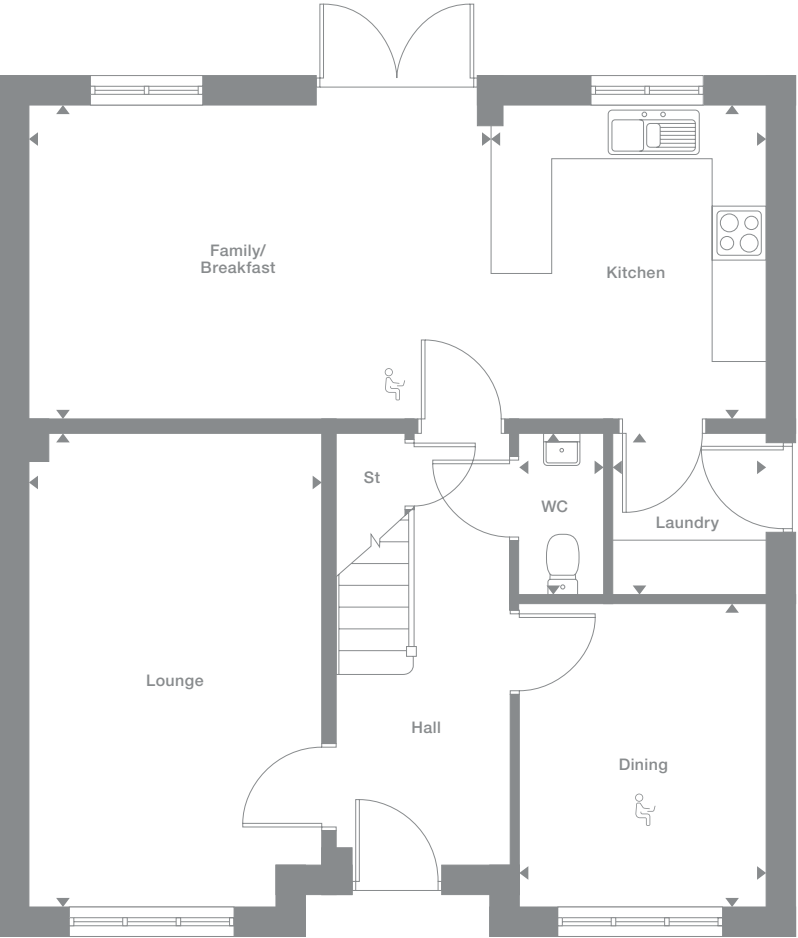 Family/
Breakfast
Kitchen
St
WC
Laundry
Lounge
Hall
Dining